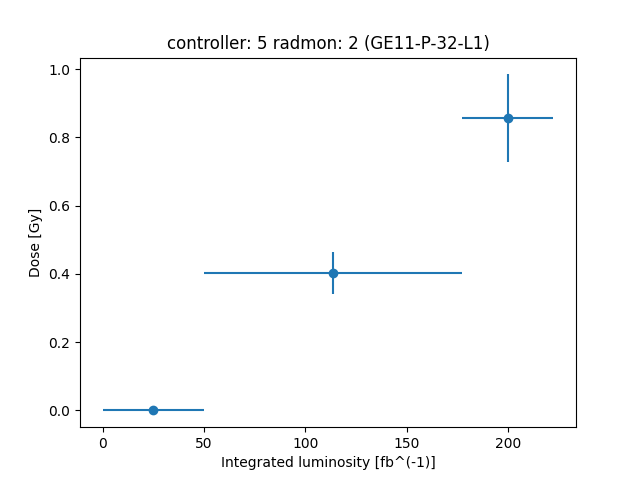 controller: 5 radmon: 2 (GE11-P-32-L1)
1.0
0.8
0.6
0.4
0.2
0.0
Dose [Gy]
0 50 100 150 200
Integrated luminosity [fb^(-1)]